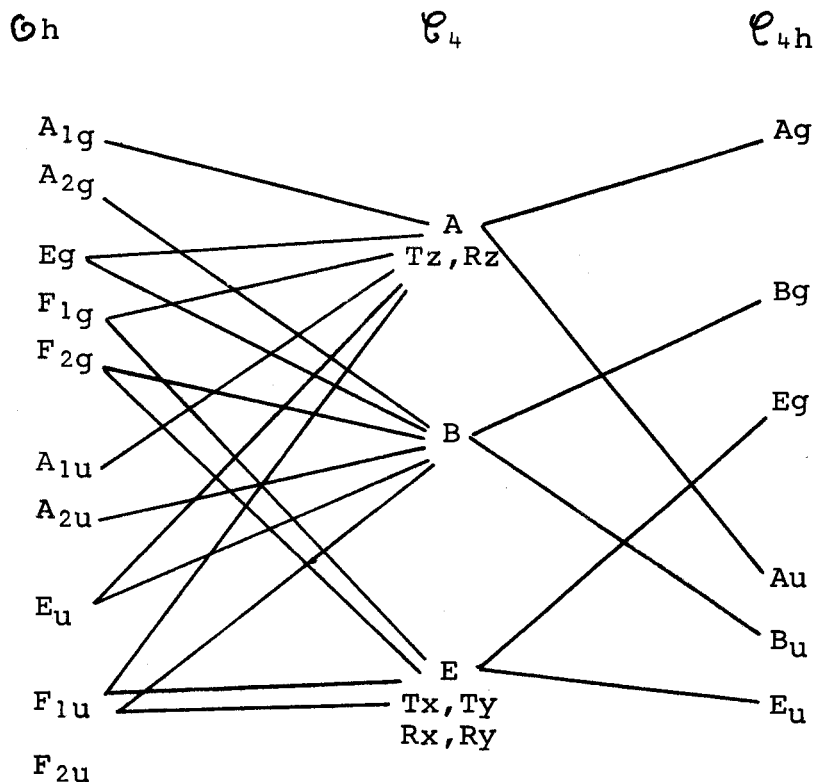 𝒪h 𝒞4 𝒞4h
A1g
A2g
Eg
F1g
F2g
A1u
A2u
Eu
F1u
F2u
A
Tz,Rz
B
E
Tx,Ty
Rx,Ry
Ag
Bg
Eg
Au
Bu
Eu